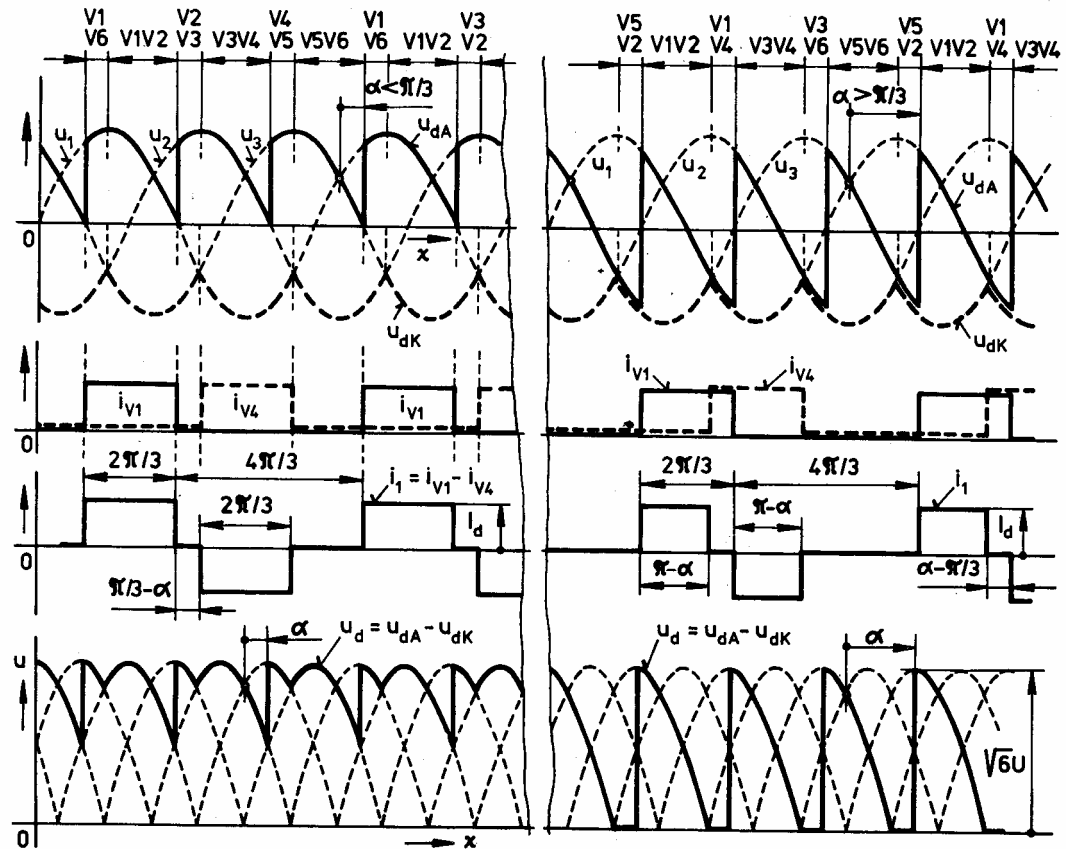 V1 V2 V4 V1 V3
V6 V1V2 V3 V3V4 V5 V5V6 V6 V1V2 V2
α<π/3
u1 u2 u3 udA
0
x
udK
iV1 iV4 iV1
0
2π/3 4π/3 i1 = iV1 - iV4
2π/3 Id
0
π/3-α
α ud = udA - udK
u
0
x
V5 V1 V3 V5 V1
V2 V1V2 V4 V3V4 V6 V5V6 V2 V1V2 V4 V3V4
α>π/3
u1 u2 u3 udA
udK
iV1 iV4
2π/3 4π/3 i1
π-α Id
π-α α-π/3
ud = udA - udK α
√6U